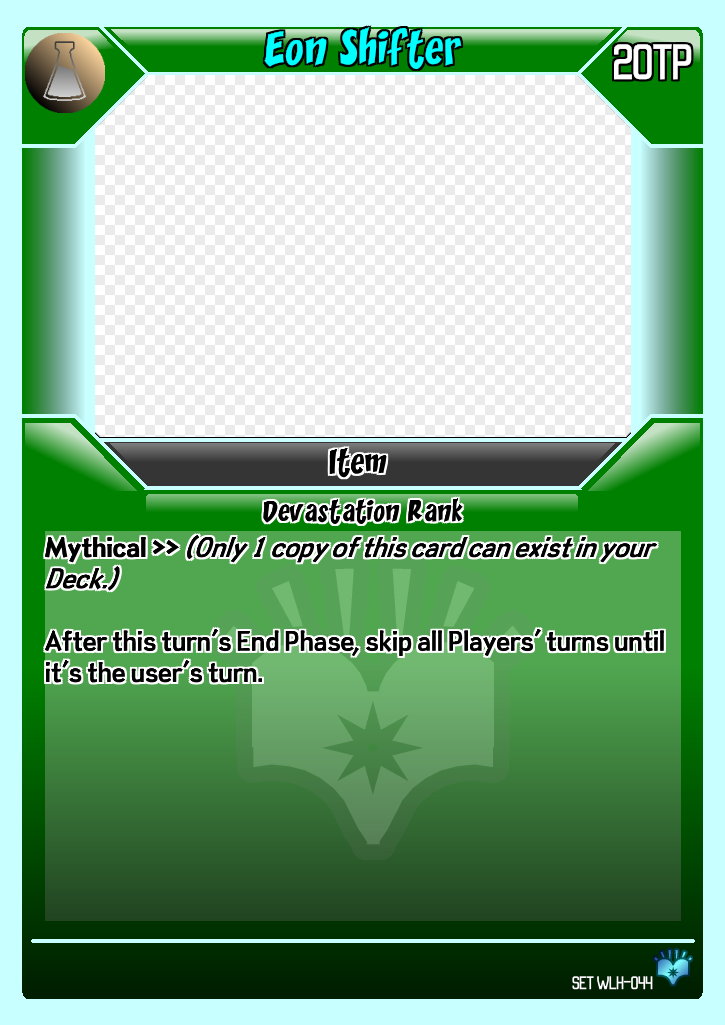 Eon Shifter
20TP
Item
Devastation Rank
Mythical >> (Only 1 copy of this card can exist in your
Deck.)
After this turn's End Phase, skip all Players' turns until
it's the user's turn.
SET WLH-044